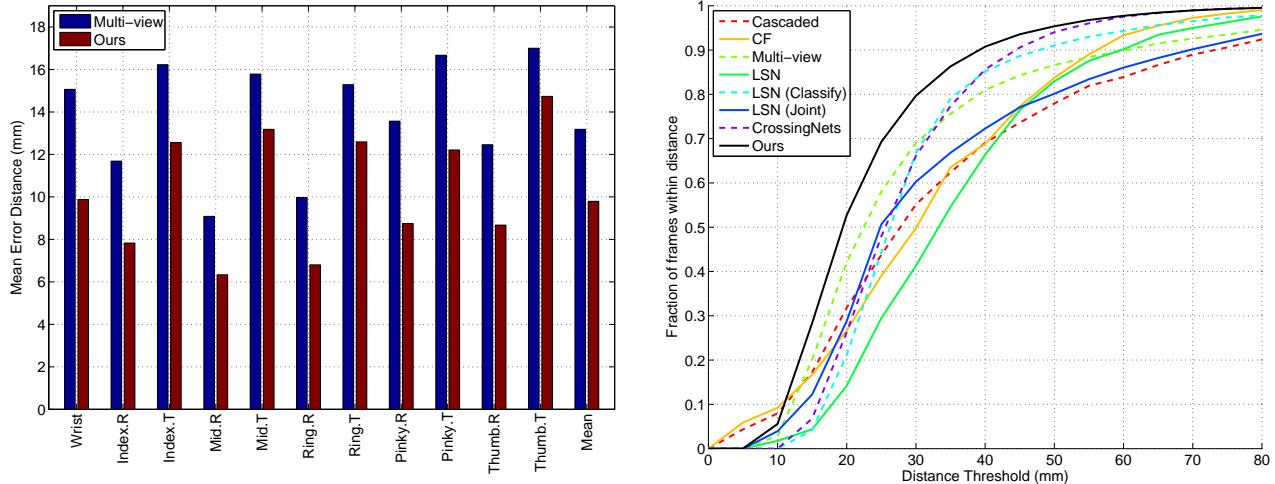 18
16
14
12
10
8
6
4
2
0
Mean Error Distance (mm)
Multi−view
Ours
Wrist
Index.R
Index.T
Mid.R
Mid.T
Ring.R
Ring.T
Pinky.R
Pinky.T
Thumb.R
Thumb.T
Mean
1
0.9
0.8
0.7
0.6
0.5
0.4
0.3
0.2
0.1
0
Fraction of frames within distance
Cascaded
CF
Multi−view
LSN
LSN (Classify)
LSN (Joint)
CrossingNets
Ours
0 10 20 30 40 50 60 70 80
Distance Threshold (mm)